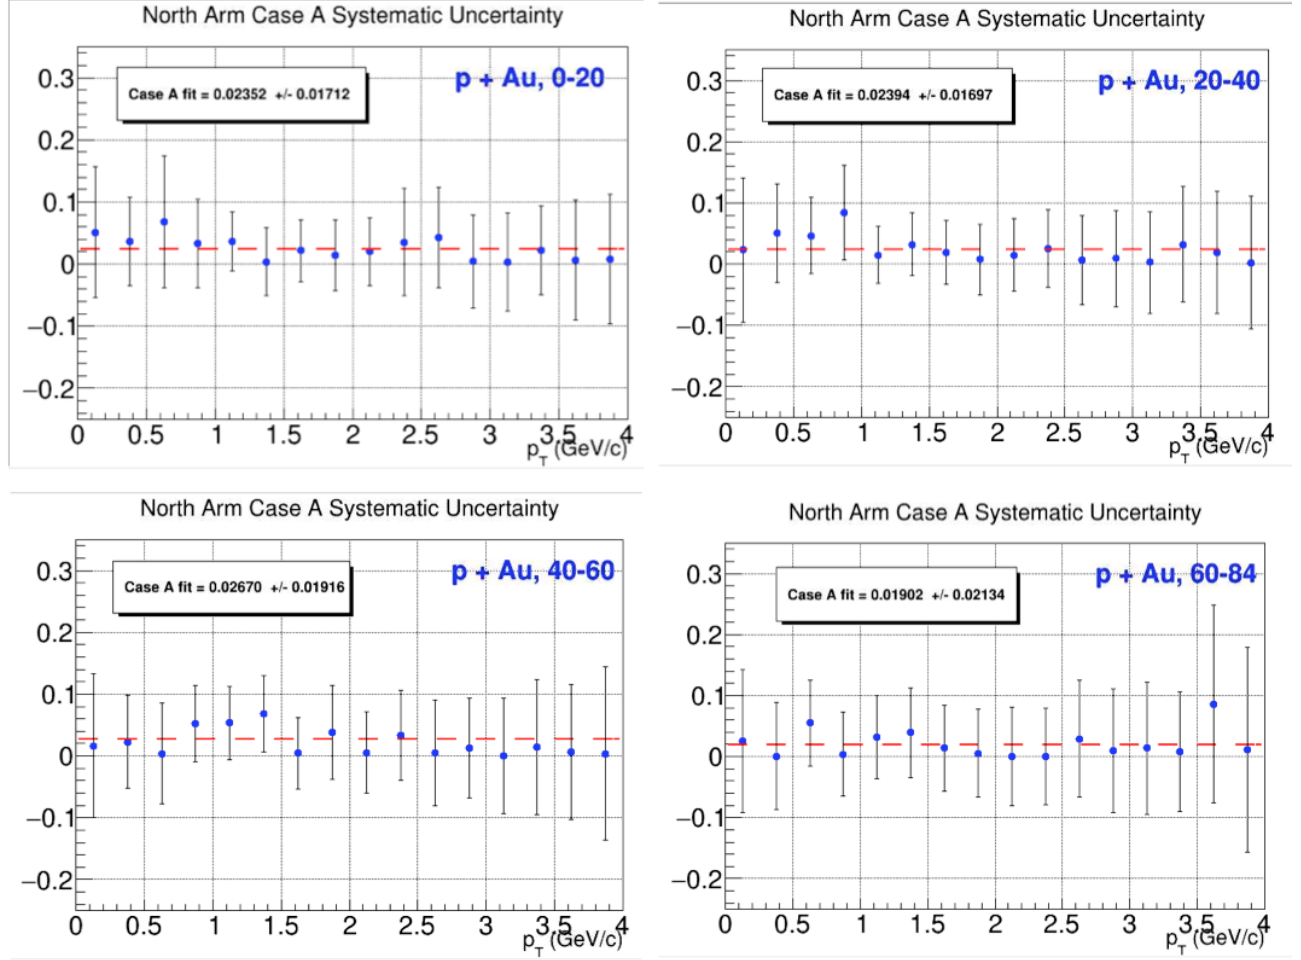 North Arm Case A Systematic Uncertainty
p + Au, 0-20
Case A fit = 0.02352 +/- 0.01712
0.3
0.2
0.1
0
−0.1
−0.2
0 0.5 1 1.5 2 2.5 3 3.5 4
p_T (GeV/c)
North Arm Case A Systematic Uncertainty
p + Au, 20-40
Case A fit = 0.02394 +/- 0.01697
0.3
0.2
0.1
0
−0.1
−0.2
0 0.5 1 1.5 2 2.5 3 3.5 4
p_T (GeV/c)
North Arm Case A Systematic Uncertainty
p + Au, 40-60
Case A fit = 0.02670 +/- 0.01916
0.3
0.2
0.1
0
−0.1
−0.2
0 0.5 1 1.5 2 2.5 3 3.5 4
p_T (GeV/c)
North Arm Case A Systematic Uncertainty
p + Au, 60-84
Case A fit = 0.01902 +/- 0.02134
0.3
0.2
0.1
0
−0.1
−0.2
0 0.5 1 1.5 2 2.5 3 3.5 4
p_T (GeV/c)